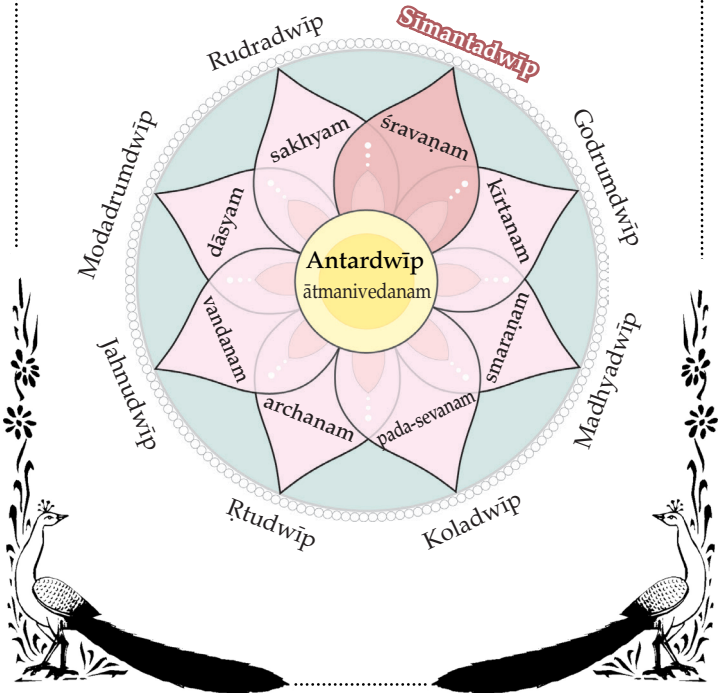 Sīmantadwīp
Rudradwīp
Godrumdwīp
Modadrumdwīp
Madhyadwīp
Jahnudwīp
Koladwīp
Ṛtudwīp
śravaṇam
sakhyam
kīrtanam
dāsyam
Antardwīp
ātmanivedanam
smaraṇam
vandanam
pada-sevanam
archanam